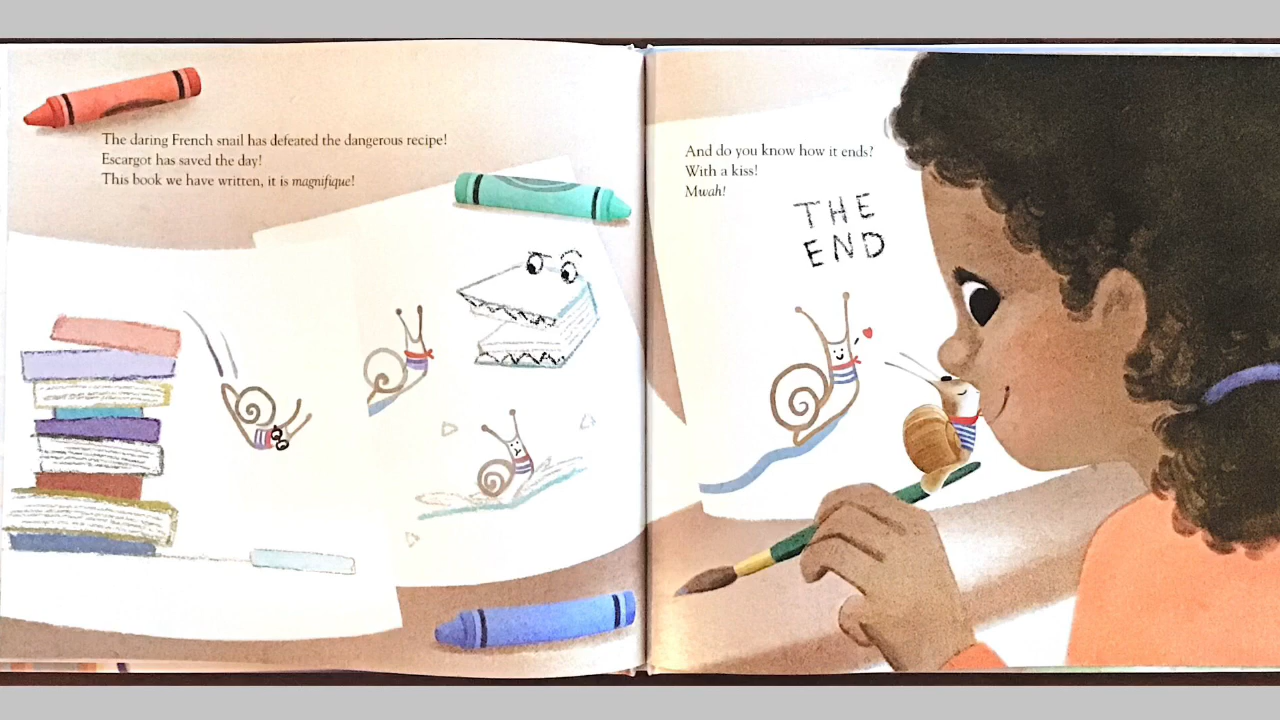 The daring French snail has defeated the dangerous recipe!
Escargot has saved the day!
This book we have written, it is magnifique!
And do you know how it ends?
With a kiss!
Mwah!
THE
END